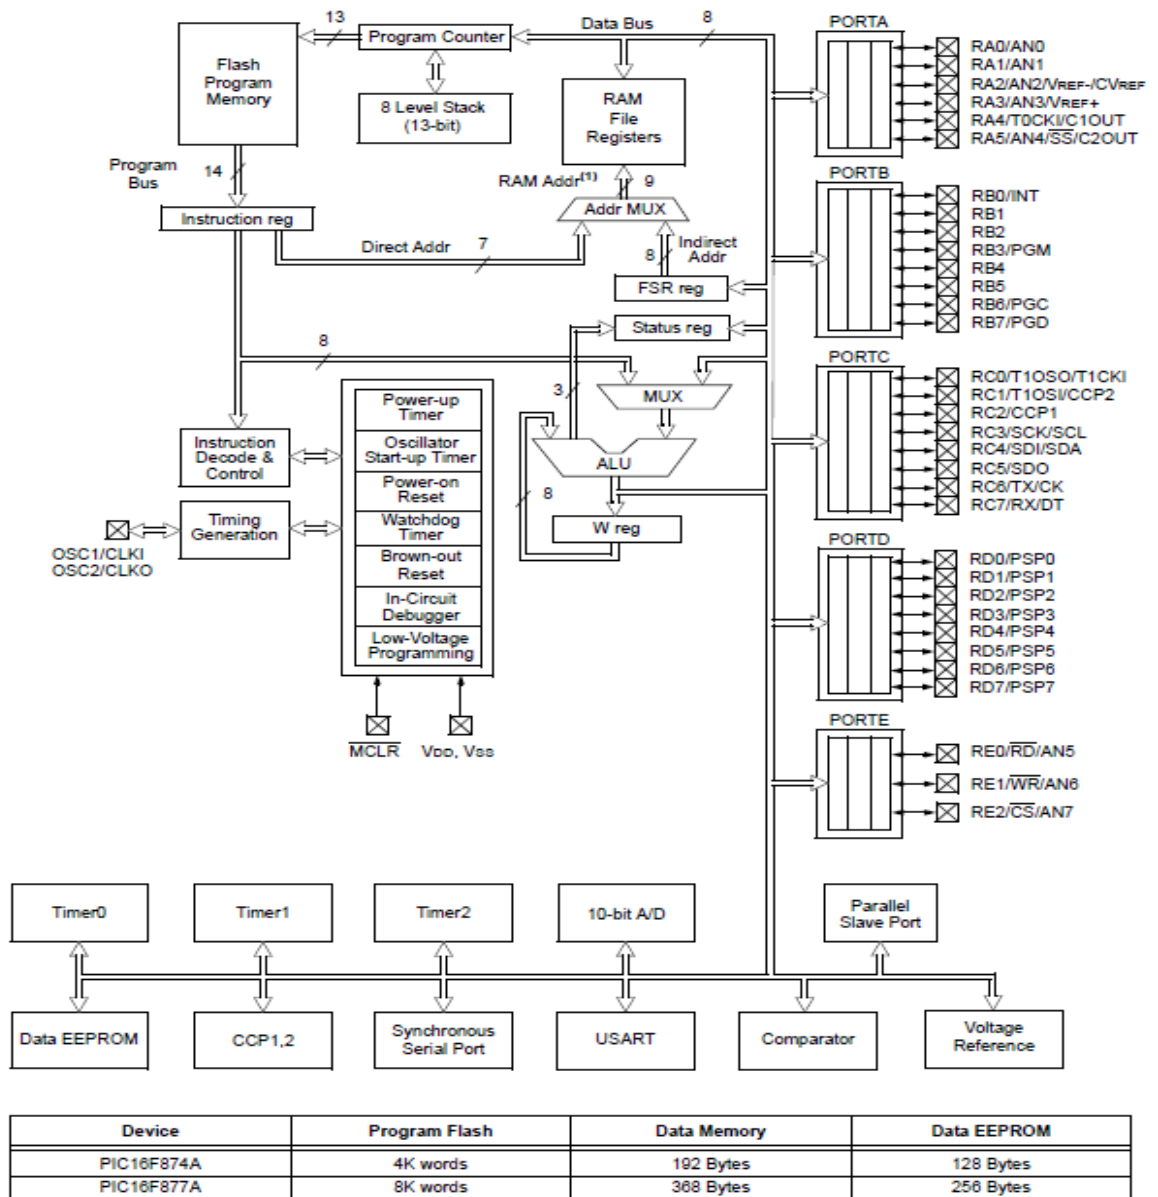 13
Data Bus
8
PORTA
Program Counter
Flash
Program
Memory
8 Level Stack
(13-bit)
RAM
File
Registers
RA0/AN0
RA1/AN1
RA2/AN2/VREF-/CVREF
RA3/AN3/VREF+
RA4/T0CKI/C1OUT
RA5/AN4/SS/C2OUT
Program
Bus
14
RAM Addr(1)
9
PORTB
Instruction reg
Addr MUX
Direct Addr
7
8
Indirect
Addr
FSR reg
RB0/INT
RB1
RB2
RB3/PGM
RB4
RB5
RB6/PGC
RB7/PGD
Status reg
8
3
MUX
PORTC
RC0/T1OSO/T1CKI
RC1/T1OSI/CCP2
RC2/CCP1
RC3/SCK/SCL
RC4/SDI/SDA
RC5/SDO
RC6/TX/CK
RC7/RX/DT
Power-up
Timer
Instruction
Decode &
Control
Oscillator
Start-up Timer
ALU
Power-on
Reset
8
Timing
Generation
Watchdog
Timer
W reg
OSC1/CLKI
OSC2/CLKO
Brown-out
Reset
In-Circuit
Debugger
Low-Voltage
Programming
PORTD
RD0/PSP0
RD1/PSP1
RD2/PSP2
RD3/PSP3
RD4/PSP4
RD5/PSP5
RD6/PSP6
RD7/PSP7
MCLR
VDD, VSS
PORTE
RE0/RD/AN5
RE1/WR/AN6
RE2/CS/AN7
Timer0
Timer1
Timer2
10-bit A/D
Parallel
Slave Port
Data EEPROM
CCP1,2
Synchronous
Serial Port
USART
Comparator
Voltage
Reference
Device Program Flash Data Memory Data EEPROM
PIC16F874A 4K words 192 Bytes 128 Bytes
PIC16F877A 8K words 368 Bytes 256 Bytes